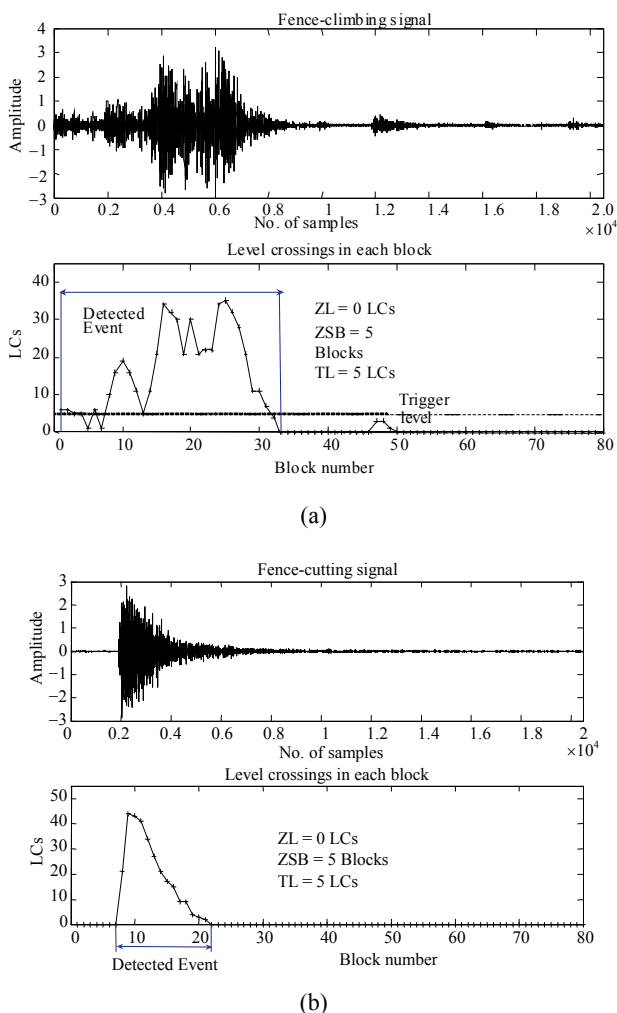 Fence-climbing signal
4
3
2
1
0
−1
−2
−3
Amplitude
0 0.2 0.4 0.6 0.8 1 1.2 1.4 1.6 1.8 2.0
No. of samples
×10⁴
Level crossings in each block
40
30
20
10
0
LCs
Detected
Event
ZL = 0 LCs
ZSB = 5
Blocks
TL = 5 LCs
Trigger
level
0 10 20 30 40 50 60 70 80
Block number
(a)
Fence-cutting signal
3
2
1
0
−1
−2
−3
Amplitude
0 0.2 0.4 0.6 0.8 1 1.2 1.4 1.6 1.8 2
No. of samples
×10⁴
Level crossings in each block
50
40
30
20
10
0
LCs
ZL = 0 LCs
ZSB = 5 Blocks
TL = 5 LCs
0 10 20 30 40 50 60 70 80
Detected Event
Block number
(b)